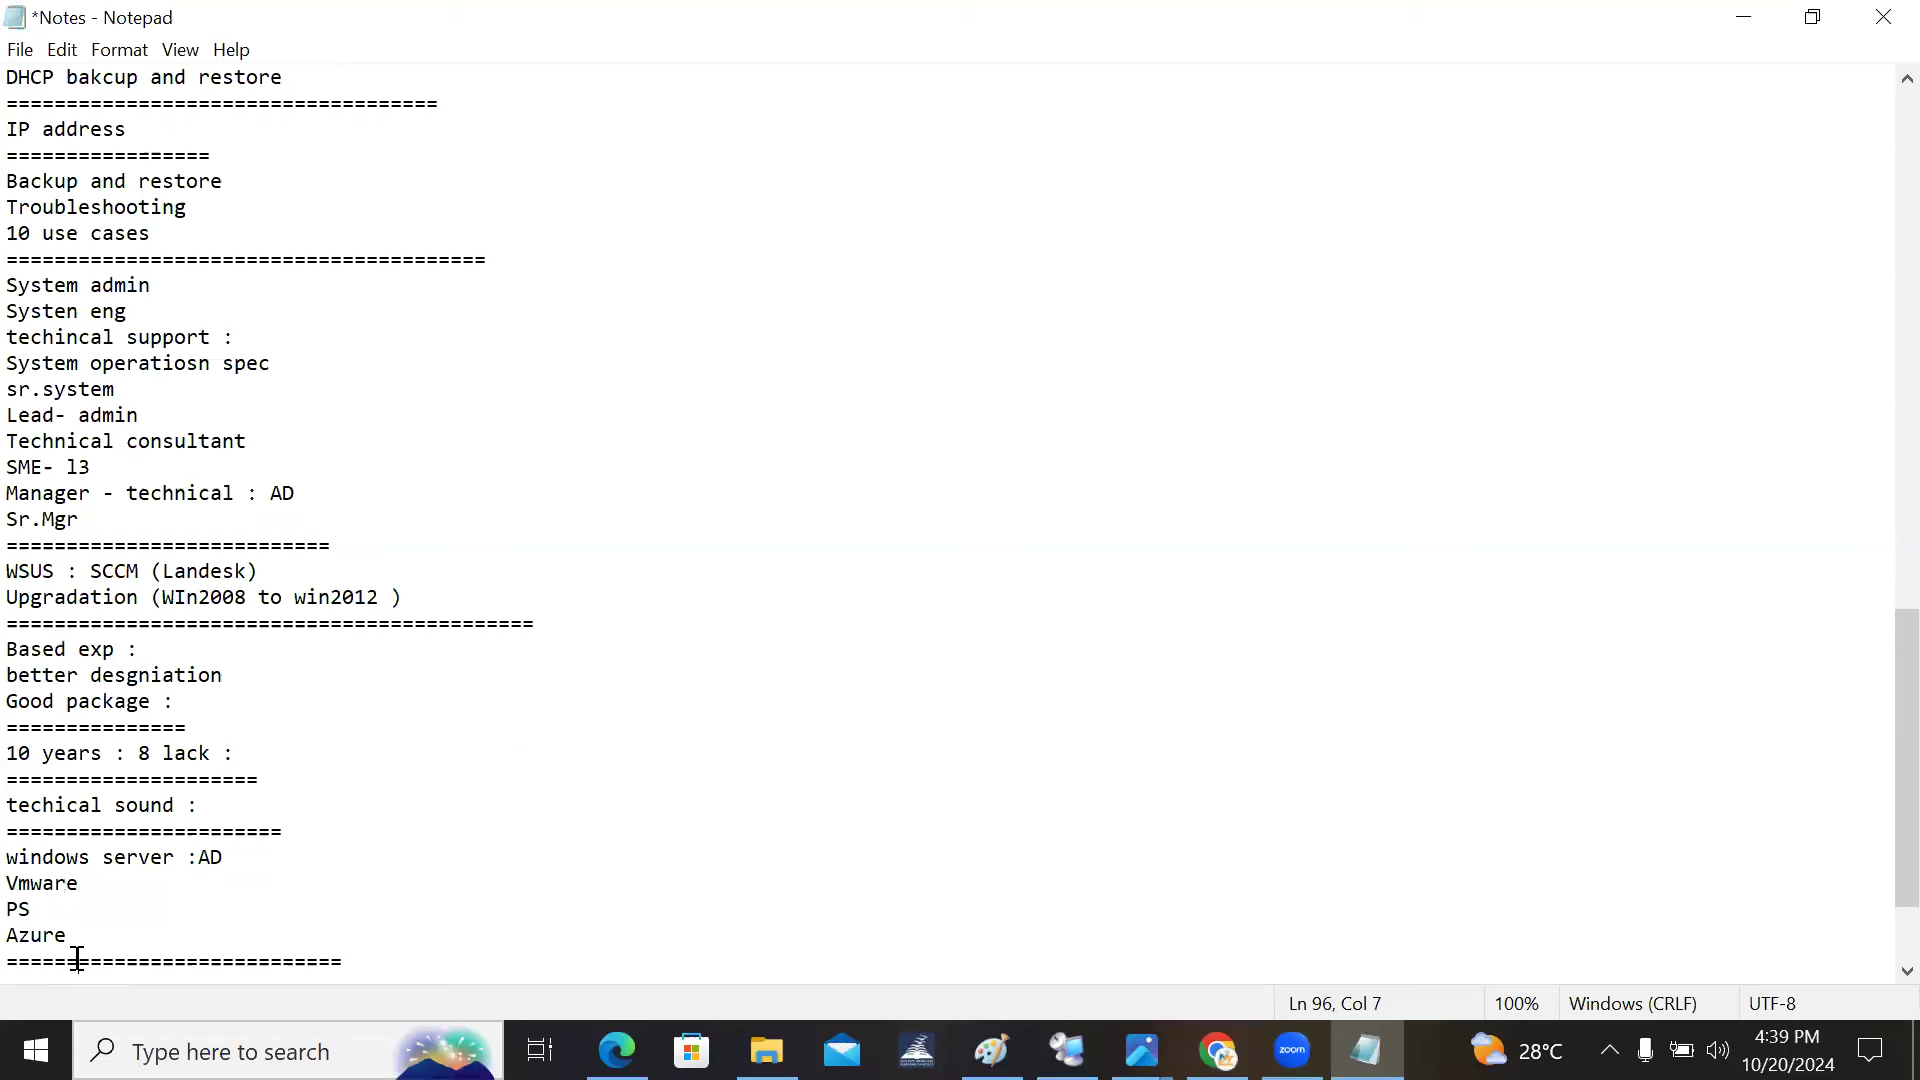 *Notes - Notepad
File Edit Format View Help
DHCP bakcup and restore
====================================
IP address
=================
Backup and restore
Troubleshooting
10 use cases
========================================
System admin
Systen eng
techincal support :
System operatiosn spec
sr.system
Lead- admin
Technical consultant
SME- l3
Manager - technical : AD
Sr.Mgr
===========================
WSUS : SCCM (Landesk)
Upgradation (WIn2008 to win2012 )
============================================
Based exp :
better desgniation
Good package :
===============
10 years : 8 lack :
=====================
techical sound :
=======================
windows server :AD
Vmware
PS
Azure
============================
Ln 96, Col 7 100% Windows (CRLF) UTF-8
Type here to search
zoom
28°C
4:39 PM
10/20/2024